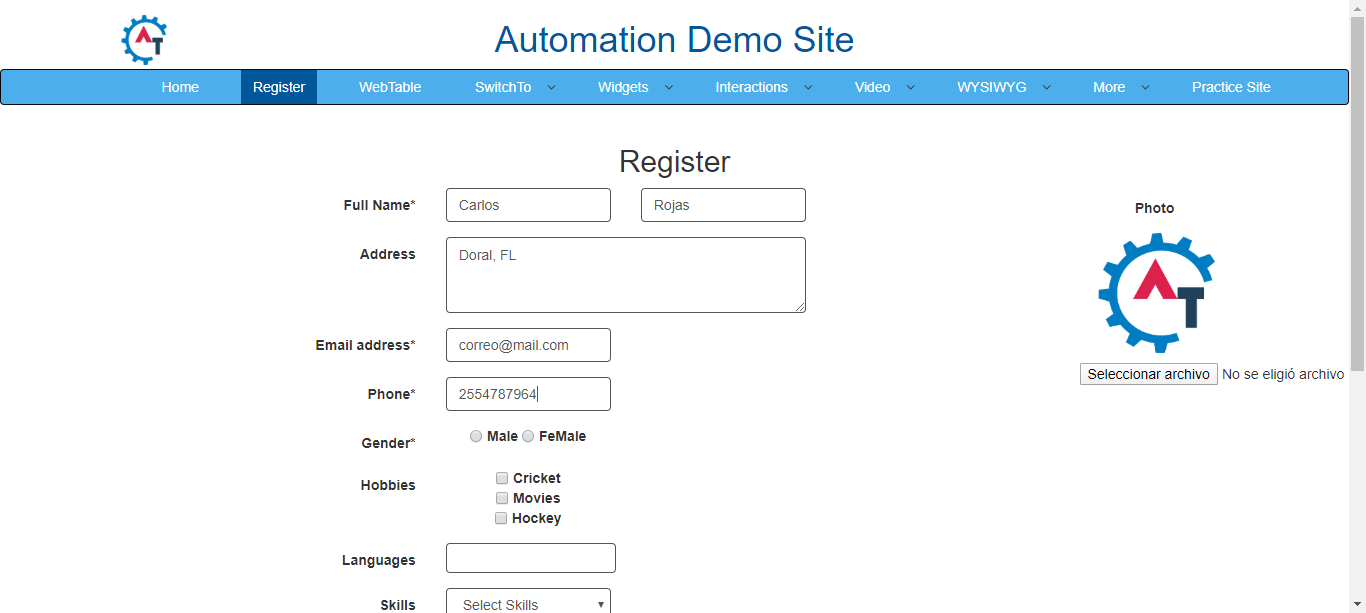 AT
Automation Demo Site
Home Register WebTable SwitchTo Widgets Interactions Video WYSIWYG More Practice Site
Register
Full Name* Carlos Rojas
Photo
Address Doral, FL
AT
Email address* correo@mail.com
Seleccionar archivo No se eligió archivo
Phone* 2554787964
Gender* Male FeMale
Hobbies Cricket
Movies
Hockey
Languages
Skills Select Skills